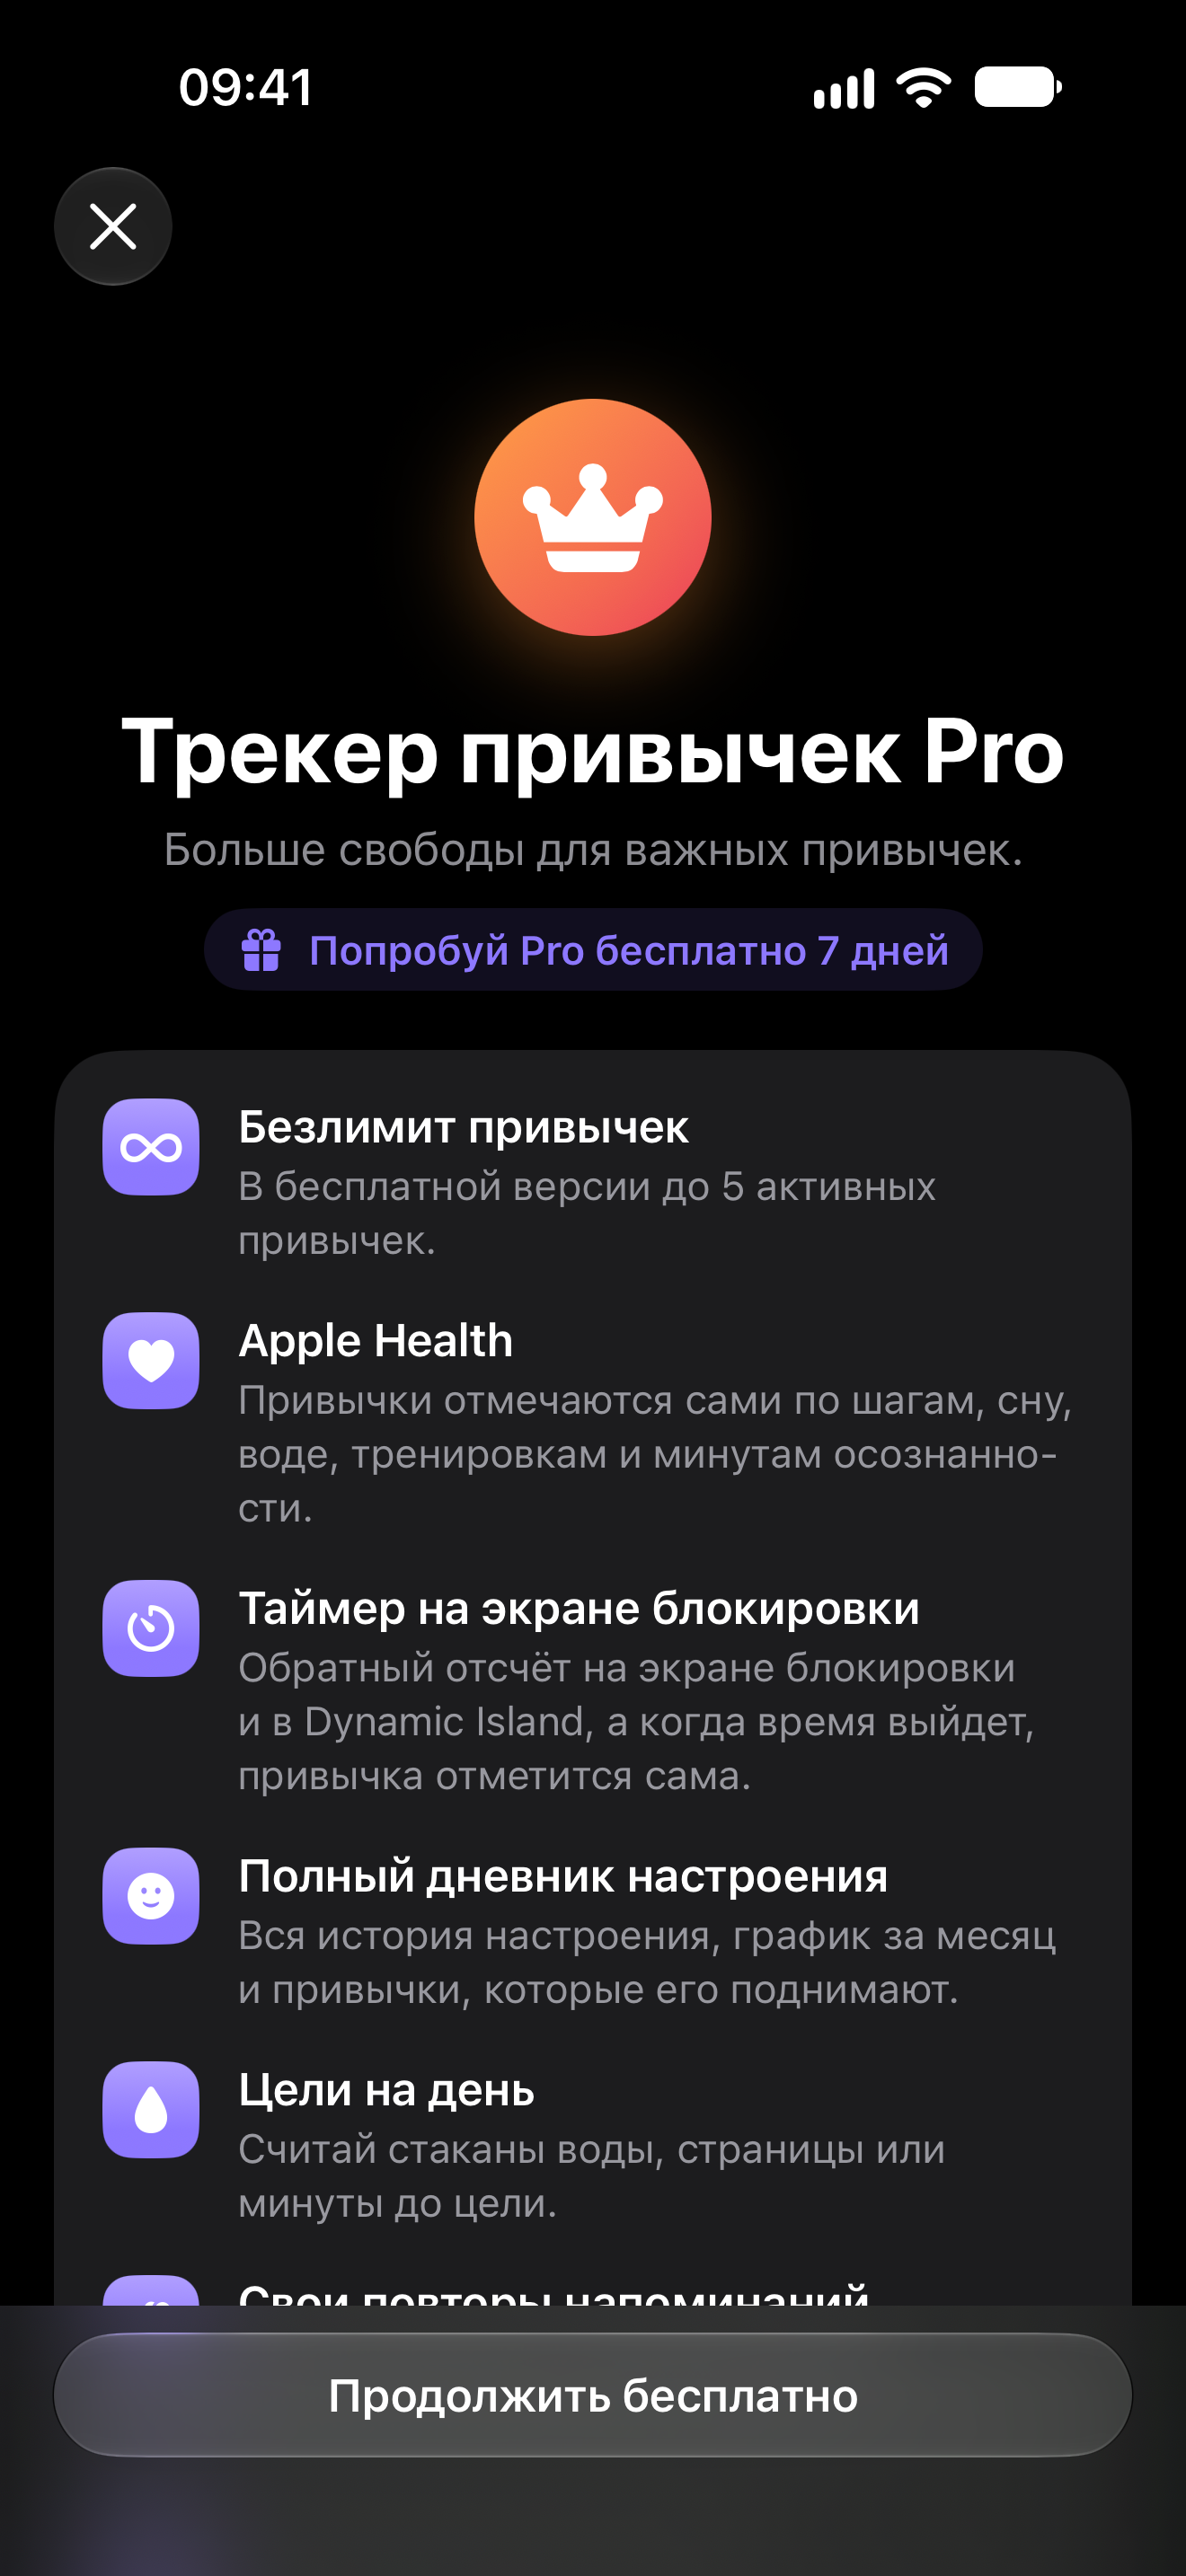 09:41
Трекер привычек Pro
Больше свободы для важных привычек.
Попробуй Pro бесплатно 7 дней
Безлимит привычек
В бесплатной версии до 5 активных
привычек.
Apple Health
Привычки отмечаются сами по шагам, сну,
воде, тренировкам и минутам осознанно-
сти.
Таймер на экране блокировки
Обратный отсчёт на экране блокировки
и в Dynamic Island, а когда время выйдет,
привычка отметится сама.
Полный дневник настроения
Вся история настроения, график за месяц
и привычки, которые его поднимают.
Цели на день
Считай стаканы воды, страницы или
минуты до цели.
Свои повторы напоминаний
Продолжить бесплатно